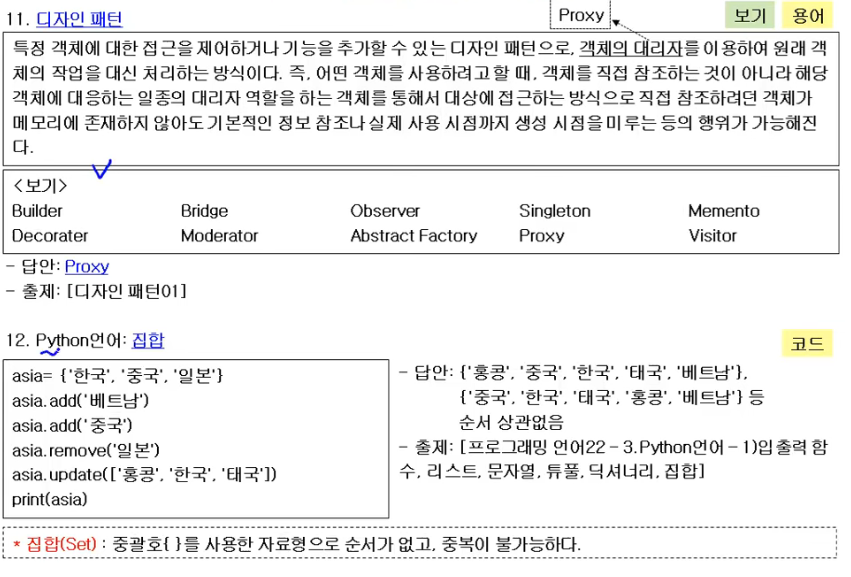 11. 디자인 패턴
Proxy
보기
용어
특정 객체에 대한 접근을 제어하거나 기능을 추가할 수 있는 디자인 패턴으로, 객체의 대리자를 이용하여 원래 객
체의 작업을 대신 처리하는 방식이다. 즉, 어떤 객체를 사용하려고 할 때, 객체를 직접 참조하는 것이 아니라 해당
객체에 대응하는 일종의 대리자 역할을 하는 객체를 통해서 대상에 접근하는 방식으로 직접 참조하려던 객체가
메모리에 존재하지 않아도 기본적인 정보 참조나 실제 사용 시점까지 생성 시점을 미루는 등의 행위가 가능해진
다.
<보기>
Builder Bridge Observer Singleton Memento
Decorater Moderator Abstract Factory Proxy Visitor
- 답안: Proxy
- 출제: [디자인 패턴01]
12. Python언어: 집합
코드
asia= {'한국', '중국', '일본'}
asia.add('베트남')
asia.add('중국')
asia.remove('일본')
asia.update(['홍콩', '한국', '태국'])
print(asia)
- 답안: {'홍콩', '중국', '한국', '태국', '베트남'},
{'중국', '한국', '태국', '홍콩', '베트남'} 등
순서 상관없음
- 출제: [프로그래밍 언어22 - 3.Python언어 - 1)입출력 함
수, 리스트, 문자열, 튜플, 딕셔너리, 집합]
* 집합(Set) : 중괄호{ }를 사용한 자료형으로 순서가 없고, 중복이 불가능하다.